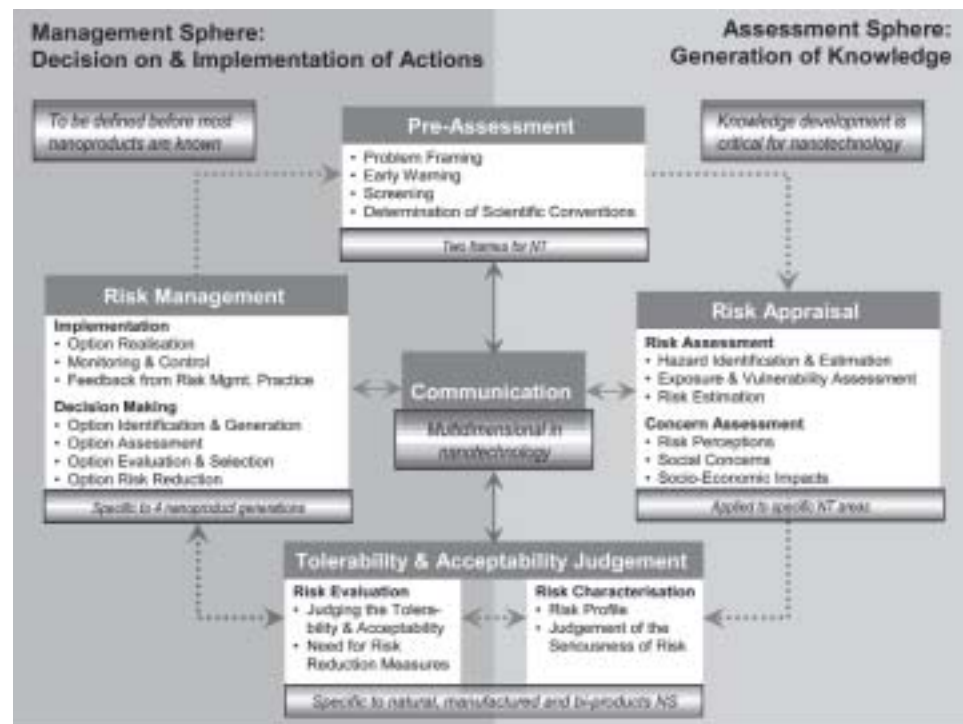 Management Sphere:
Decision on & Implementation of Actions
Assessment Sphere:
Generation of Knowledge
To be defined before most
nanoproducts are known
Pre-Assessment
• Problem Framing
• Early Warning
• Screening
• Determination of Scientific Conventions
Two frames for NT
Knowledge development is
critical for nanotechnology
Risk Management
Implementation
• Option Realisation
• Monitoring & Control
• Feedback from Risk Mgmt. Practice
Decision Making
• Option Identification & Generation
• Option Assessment
• Option Evaluation & Selection
• Option Risk Reduction
Specific to 4 nanoproduct generations
Communication
Multidimensional in
nanotechnology
Risk Appraisal
Risk Assessment
• Hazard Identification & Estimation
• Exposure & Vulnerability Assessment
• Risk Estimation
Concern Assessment
• Risk Perceptions
• Social Concerns
• Socio-Economic Impacts
Applied to specific NT areas
Tolerability & Acceptability Judgement
Risk Evaluation
• Judging the Tolera-
bility & Acceptability
• Need for Risk
Reduction Measures
Risk Characterisation
• Risk Profile
• Judgement of the
Seriousness of Risk
Specific to natural, manufactured and bi-products NS